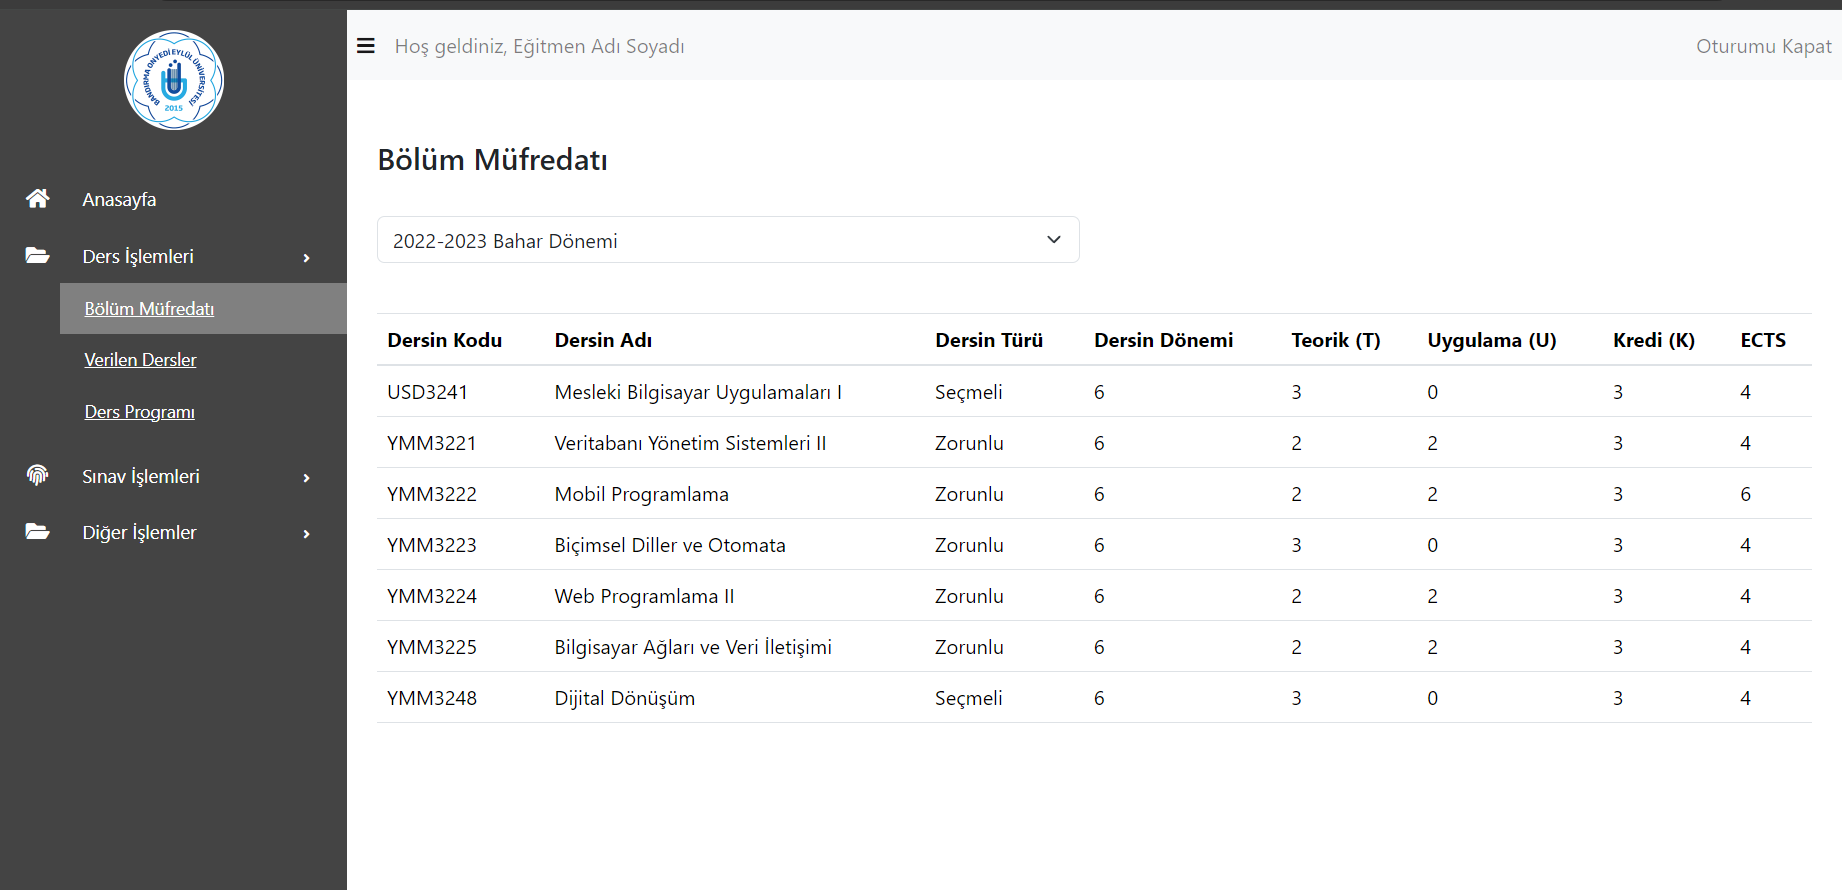 BANDIRMA ONYEDİ EYLÜL ÜNİVERSİTESİ
2015
Anasayfa
Ders İşlemleri
Bölüm Müfredatı
Verilen Dersler
Ders Programı
Sınav İşlemleri
Diğer İşlemler
Hoş geldiniz, Eğitmen Adı Soyadı
Oturumu Kapat
Bölüm Müfredatı
2022-2023 Bahar Dönemi
Dersin Kodu Dersin Adı Dersin Türü Dersin Dönemi Teorik (T) Uygulama (U) Kredi (K) ECTS
USD3241 Mesleki Bilgisayar Uygulamaları I Seçmeli 6 3 0 3 4
YMM3221 Veritabanı Yönetim Sistemleri II Zorunlu 6 2 2 3 4
YMM3222 Mobil Programlama Zorunlu 6 2 2 3 6
YMM3223 Biçimsel Diller ve Otomata Zorunlu 6 3 0 3 4
YMM3224 Web Programlama II Zorunlu 6 2 2 3 4
YMM3225 Bilgisayar Ağları ve Veri İletişimi Zorunlu 6 2 2 3 4
YMM3248 Dijital Dönüşüm Seçmeli 6 3 0 3 4